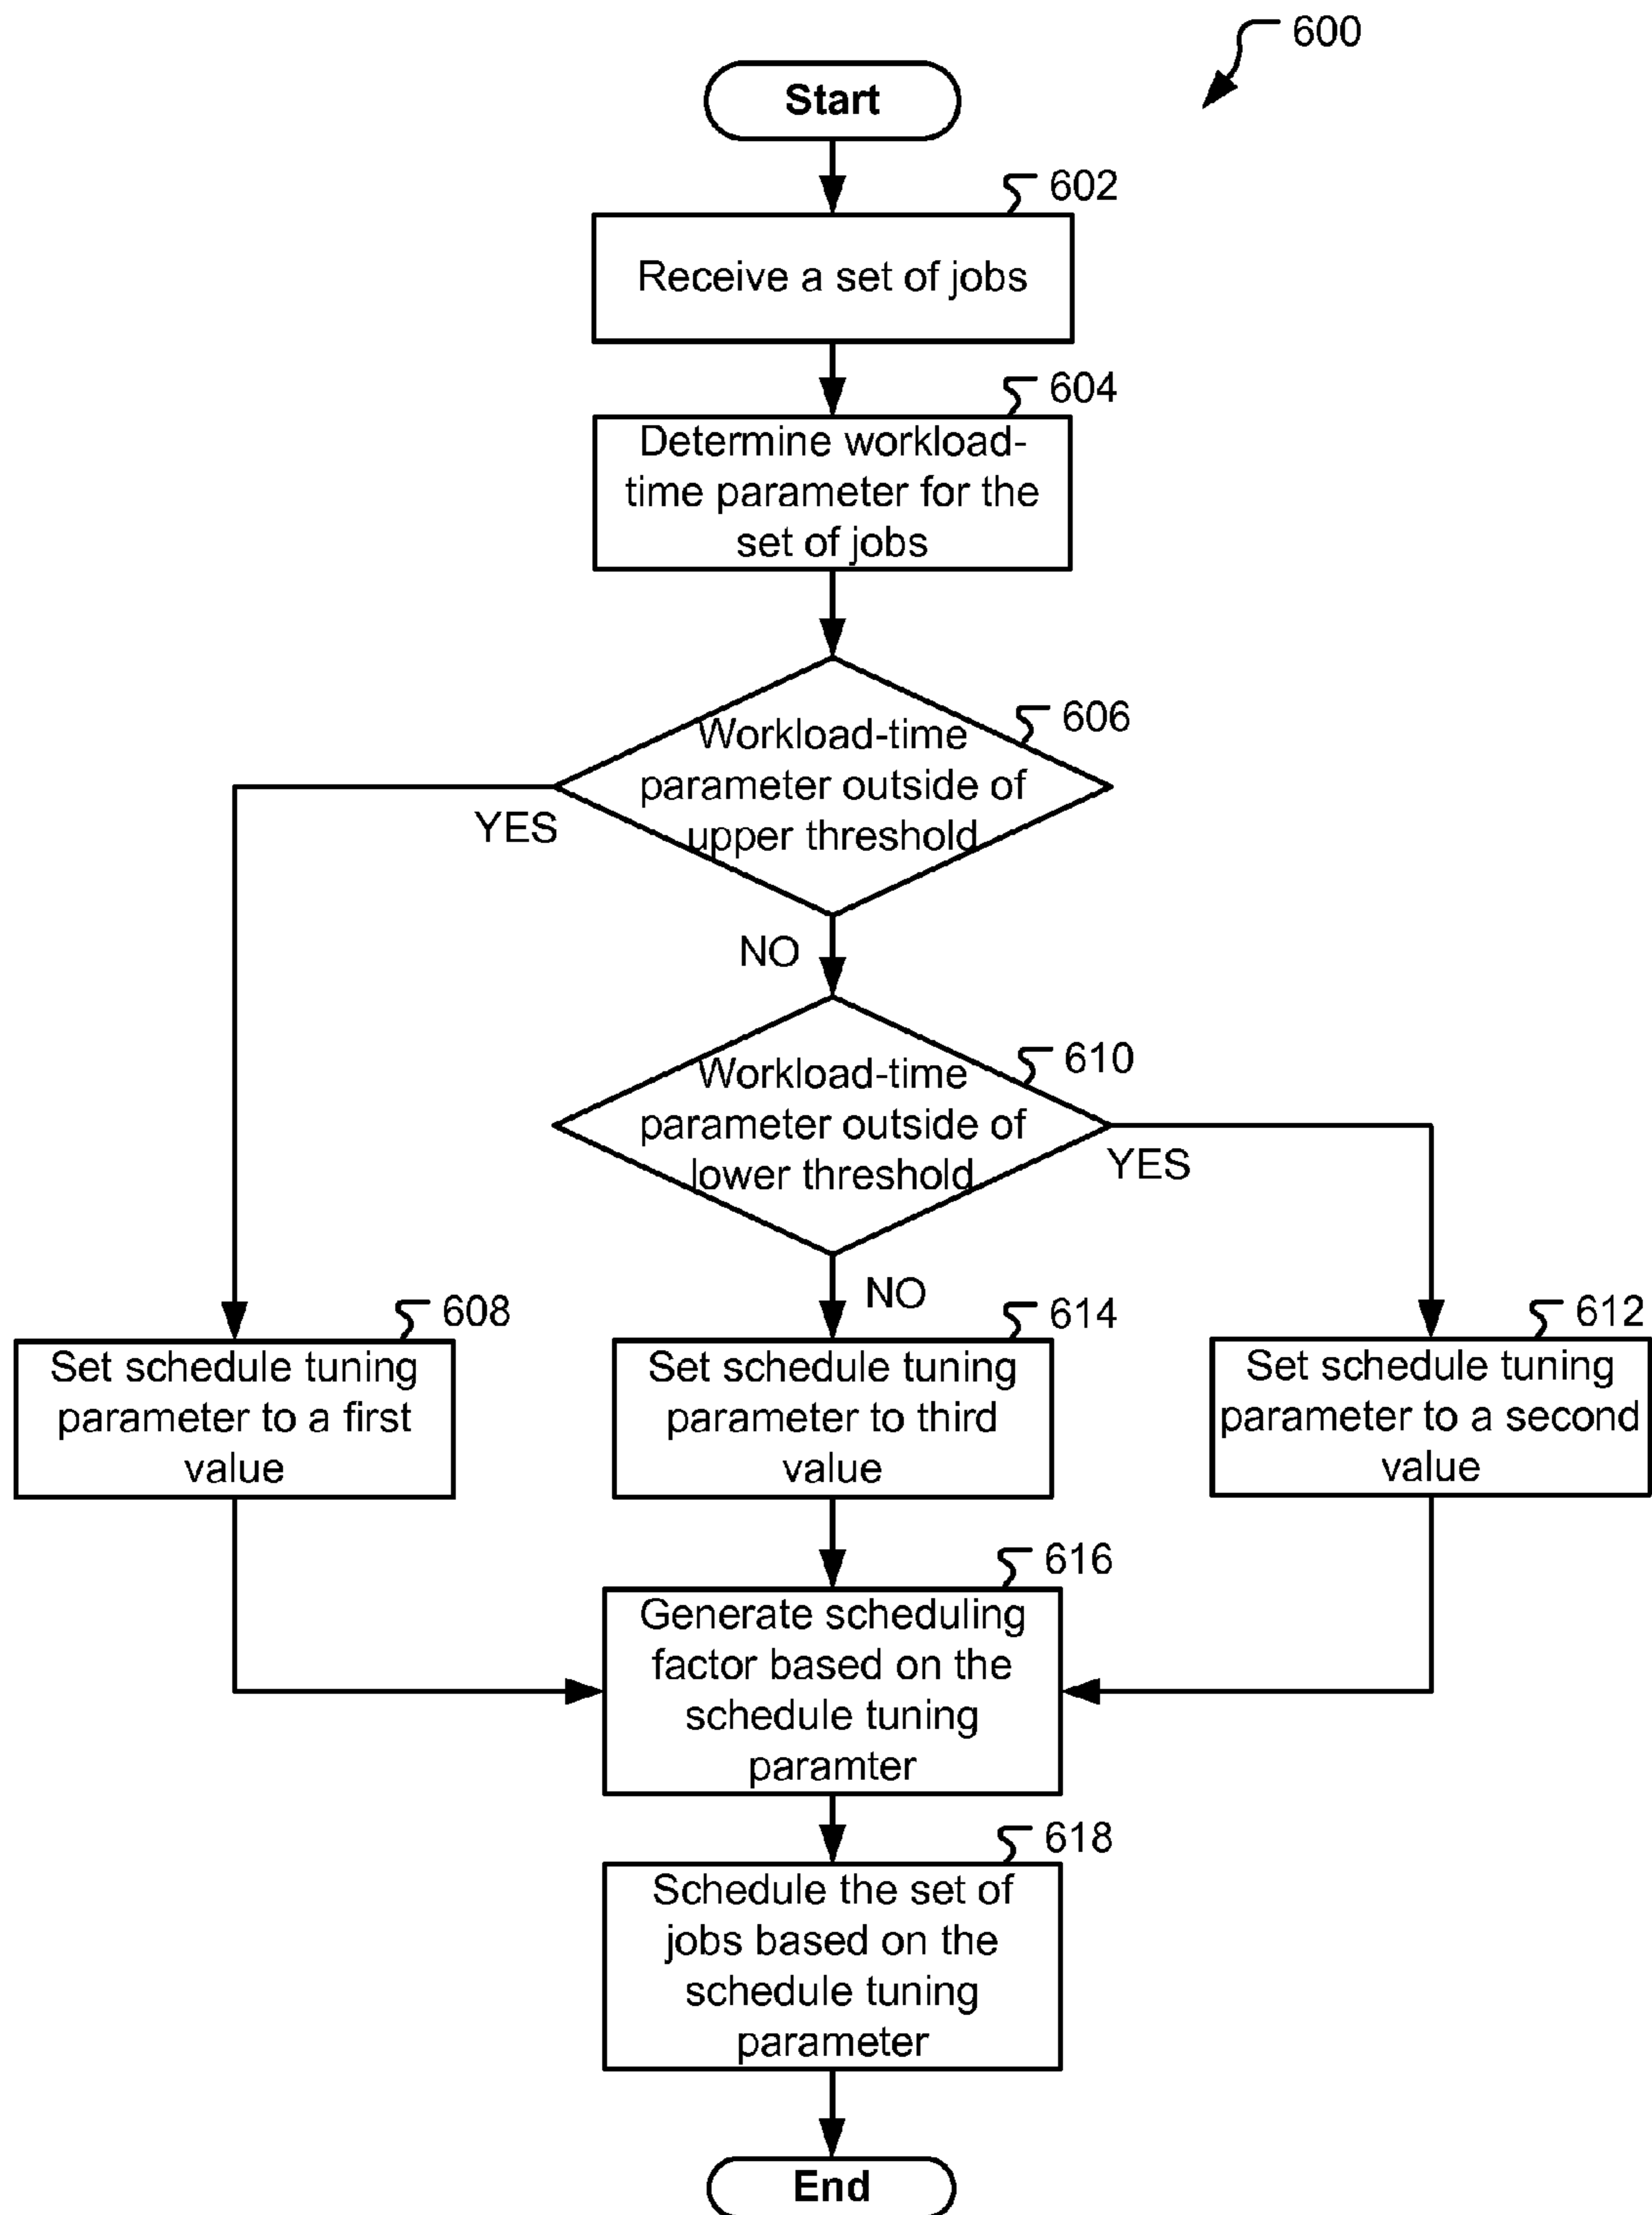 600
Start
602
Receive a set of jobs
604
Determine workload-
time parameter for the
set of jobs
606
Workload-time
parameter outside of
upper threshold
YES
NO
610
Workload-time
parameter outside of
lower threshold
YES
NO
608
Set schedule tuning
parameter to a first
value
614
Set schedule tuning
parameter to third
value
612
Set schedule tuning
parameter to a second
value
616
Generate scheduling
factor based on the
schedule tuning
paramter
618
Schedule the set of
jobs based on the
schedule tuning
parameter
End